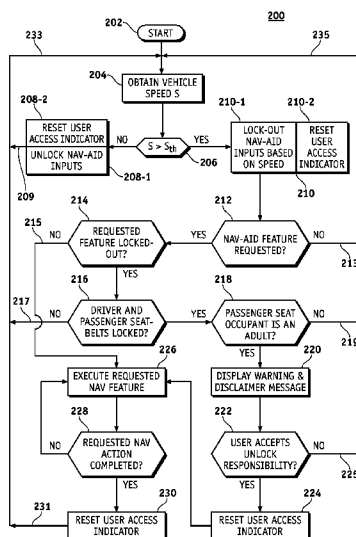 200
233
202
START
235
204
OBTAIN VEHICLE
SPEED S
208-2
RESET USER
ACCESS INDICATOR
UNLOCK NAV-AID
INPUTS
209
208-1
NO
S > Sth
206
YES
210-1
210-2
LOCK-OUT
NAV-AID
INPUTS BASED
ON SPEED
RESET
USER
ACCESS
INDICATOR
210
214
215
NO
REQUESTED
FEATURE LOCKED-
OUT?
YES
212
NAV-AID FEATURE
REQUESTED?
NO
213
YES
216
217
NO
DRIVER AND
PASSENGER SEAT-
BELTS LOCKED?
YES
218
PASSENGER SEAT
OCCUPANT IS AN
ADULT?
NO
219
226
EXECUTE REQUESTED
NAV FEATURE
YES
220
DISPLAY WARNING &
DISCLAIMER MESSAGE
228
NO
REQUESTED NAV
ACTION
COMPLETED?
222
USER ACCEPTS
UNLOCK
RESPONSIBILITY?
NO
225
YES
230
231
RESET USER ACCESS
INDICATOR
YES
224
RESET USER ACCESS
INDICATOR